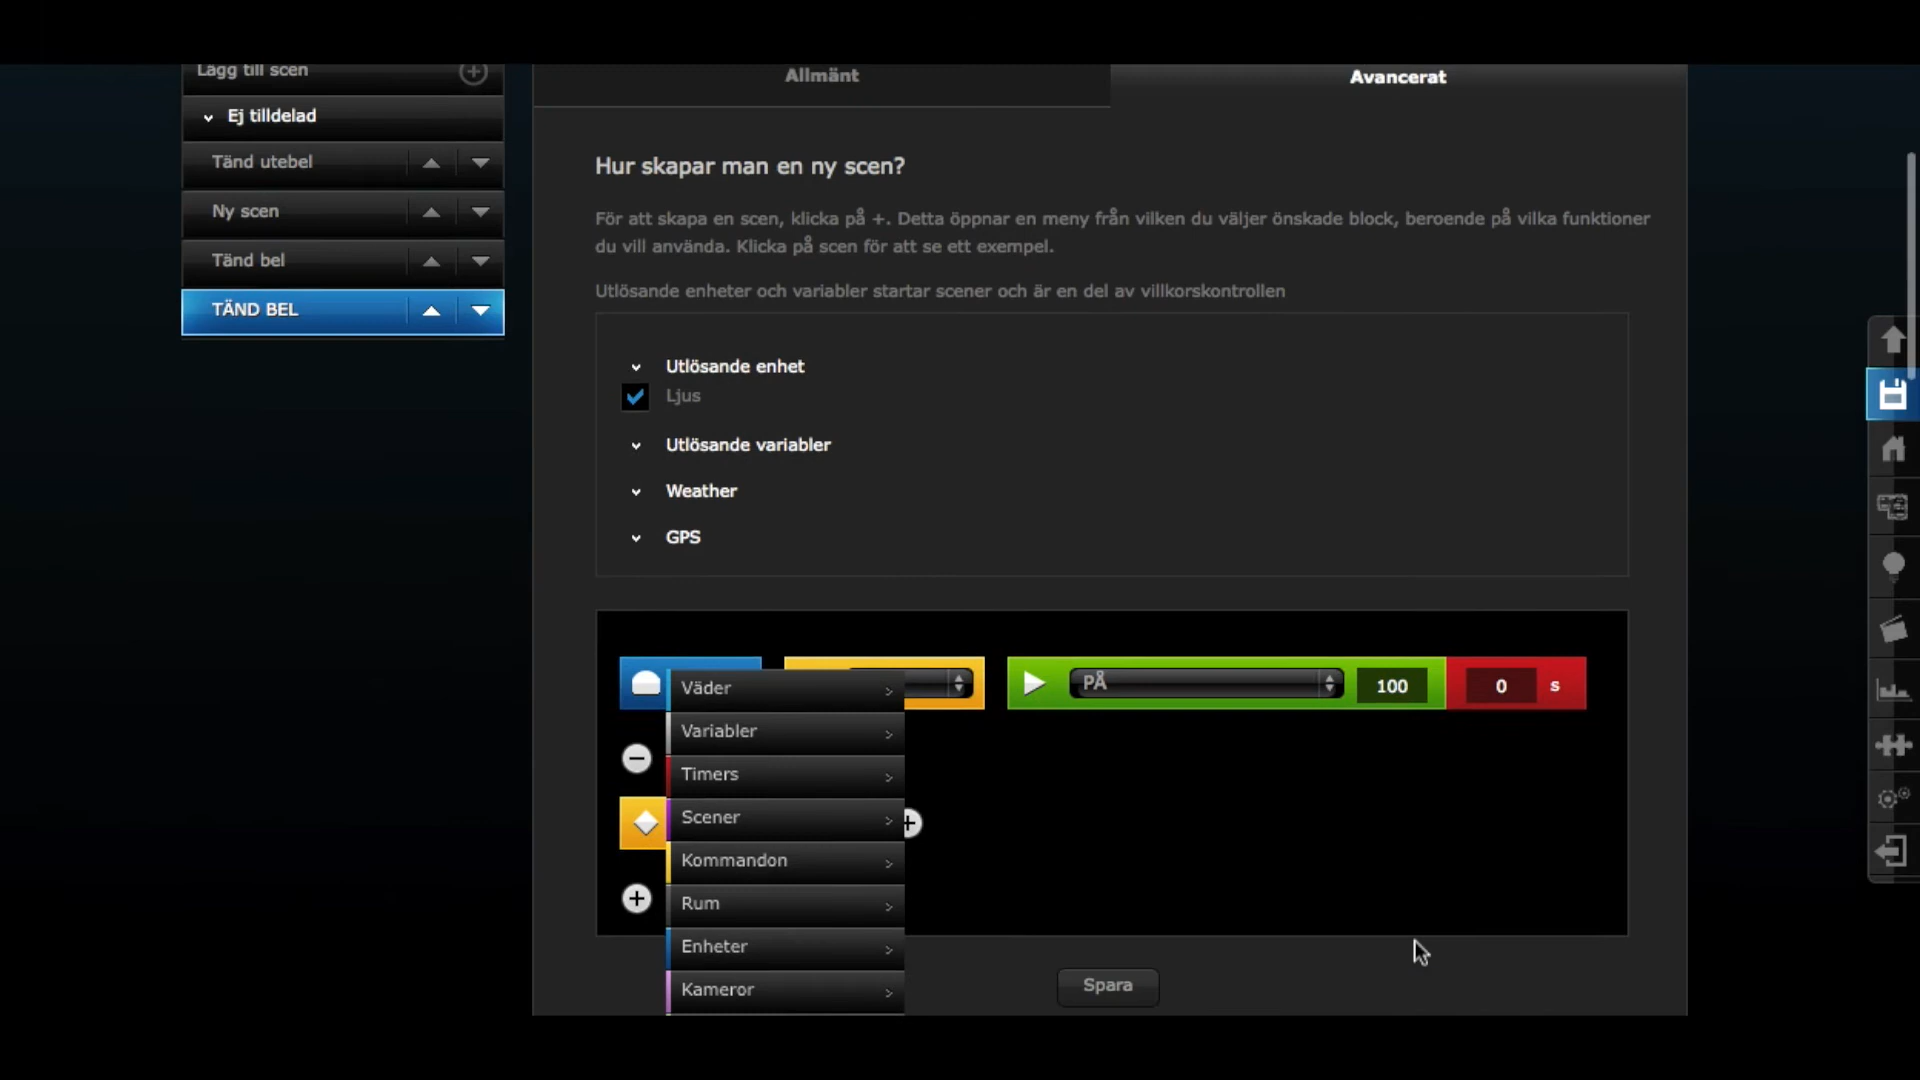 Lägg till scen
Ej tilldelad
Tänd utebel
Ny scen
Tänd bel
TÄND BEL
Allmänt
Avancerat
Hur skapar man en ny scen?
För att skapa en scen, klicka på +. Detta öppnar en meny från vilken du väljer önskade block, beroende på vilka funktioner
du vill använda. Klicka på scen för att se ett exempel.
Utlösande enheter och variabler startar scener och är en del av villkorskontrollen
Utlösande enhet
Ljus
Utlösande variabler
Weather
GPS
PÅ 100 0 s
Väder >
Variabler >
Timers >
Scener >
Kommandon >
Rum >
Enheter >
Kameror >
Spara